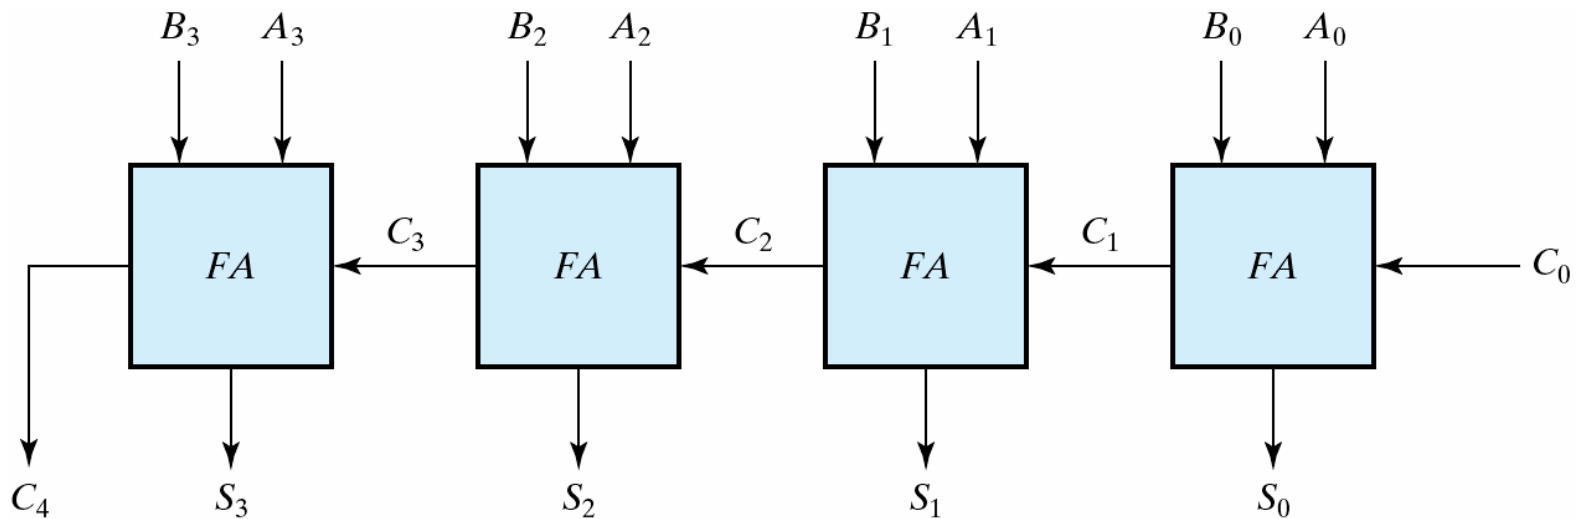 B₃ A₃ B₂ A₂ B₁ A₁ B₀ A₀
C₃ C₂ C₁
FA FA FA FA C₀
C₄ S₃ S₂ S₁ S₀